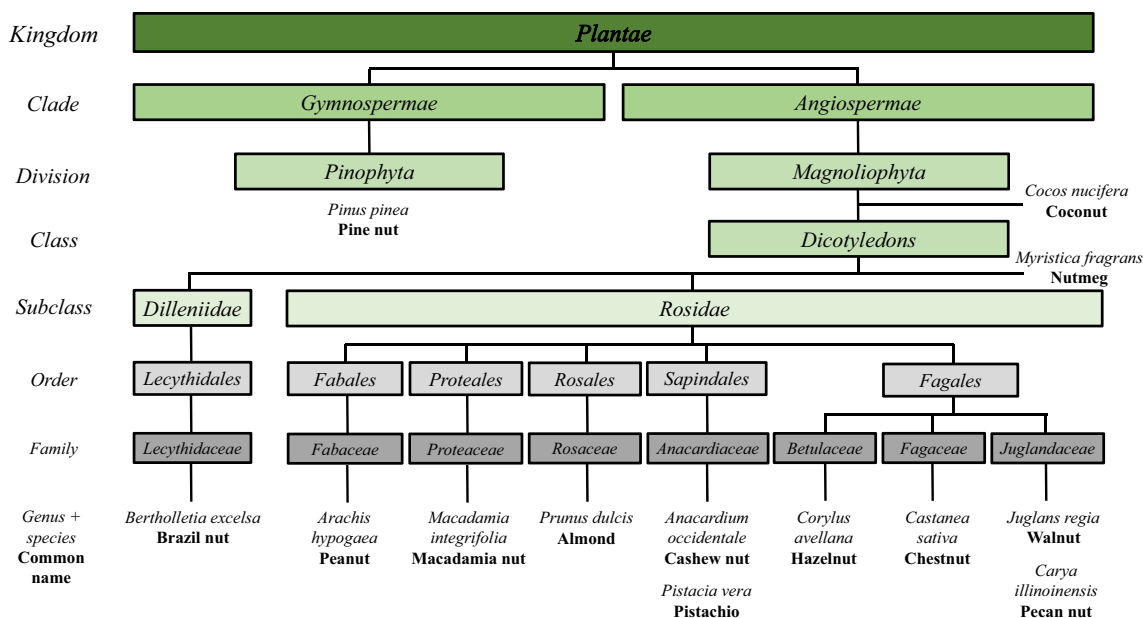 Kingdom
Plantae
Clade
Gymnospermae
Angiospermae
Division
Pinophyta
Magnoliophyta
Pinus pinea
Pine nut
Cocos nucifera
Coconut
Class
Dicotyledons
Myristica fragrans
Nutmeg
Subclass
Dilleniidae
Rosidae
Order
Lecythidales
Fabales
Proteales
Rosales
Sapindales
Fagales
Family
Lecythidaceae
Fabaceae
Proteaceae
Rosaceae
Anacardiaceae
Betulaceae
Fagaceae
Juglandaceae
Genus +
species
Common
name
Bertholletia excelsa
Brazil nut
Arachis
hypogaea
Peanut
Macadamia
integrifolia
Macadamia nut
Prunus dulcis
Almond
Anacardium
occidentale
Cashew nut
Pistacia vera
Pistachio
Corylus
avellana
Hazelnut
Castanea
sativa
Chestnut
Juglans regia
Walnut
Carya
illinoinensis
Pecan nut